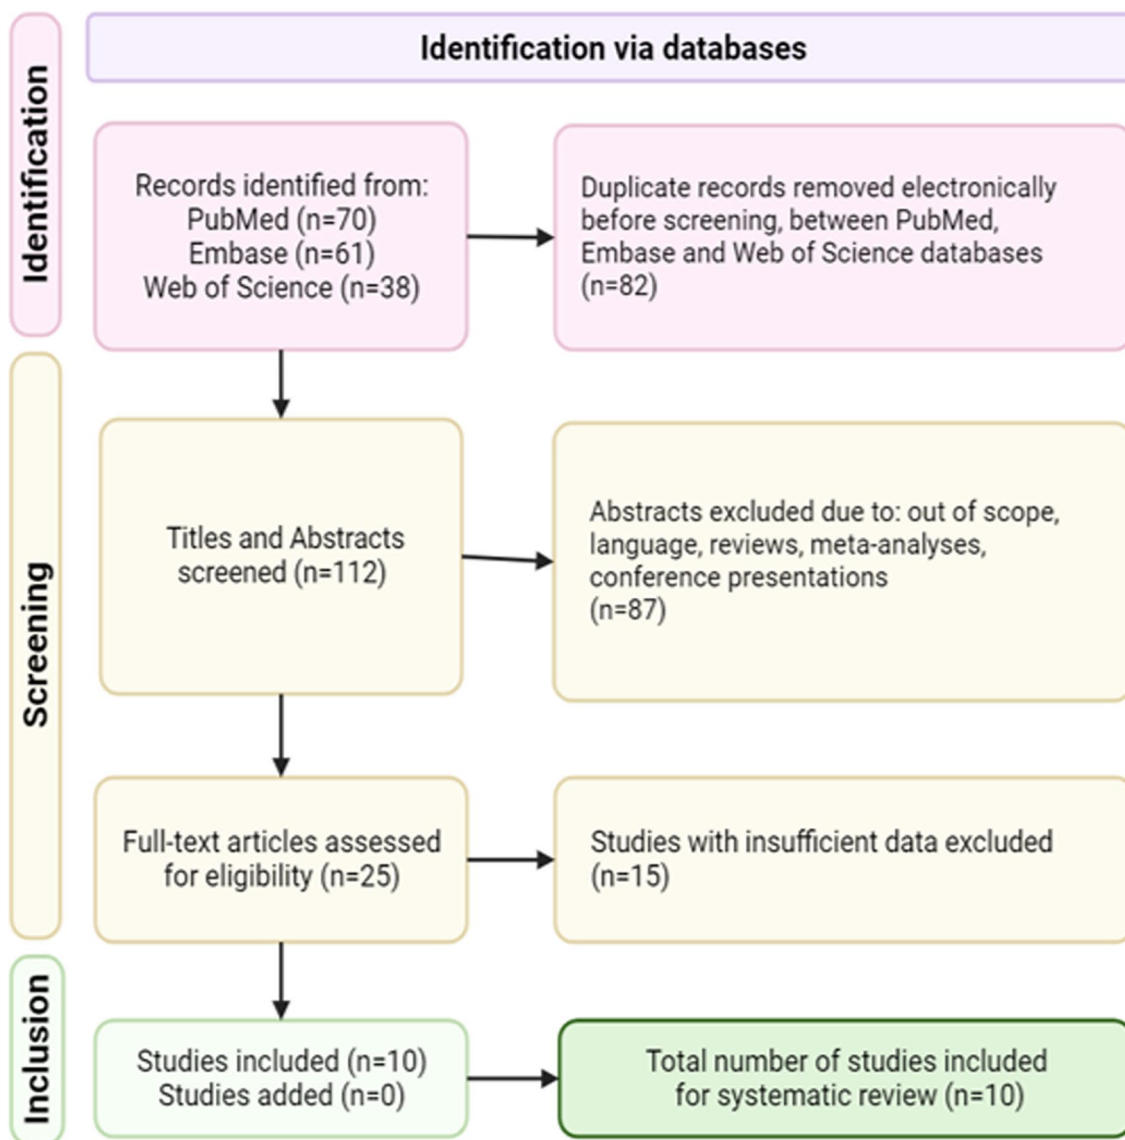 Identification via databases
Identification
Records identified from:
PubMed (n=70)
Embase (n=61)
Web of Science (n=38)
Duplicate records removed electronically
before screening, between PubMed,
Embase and Web of Science databases
(n=82)
Screening
Titles and Abstracts
screened (n=112)
Abstracts excluded due to: out of scope,
language, reviews, meta-analyses,
conference presentations
(n=87)
Full-text articles assessed
for eligibility (n=25)
Studies with insufficient data excluded
(n=15)
Inclusion
Studies included (n=10)
Studies added (n=0)
Total number of studies included
for systematic review (n=10)